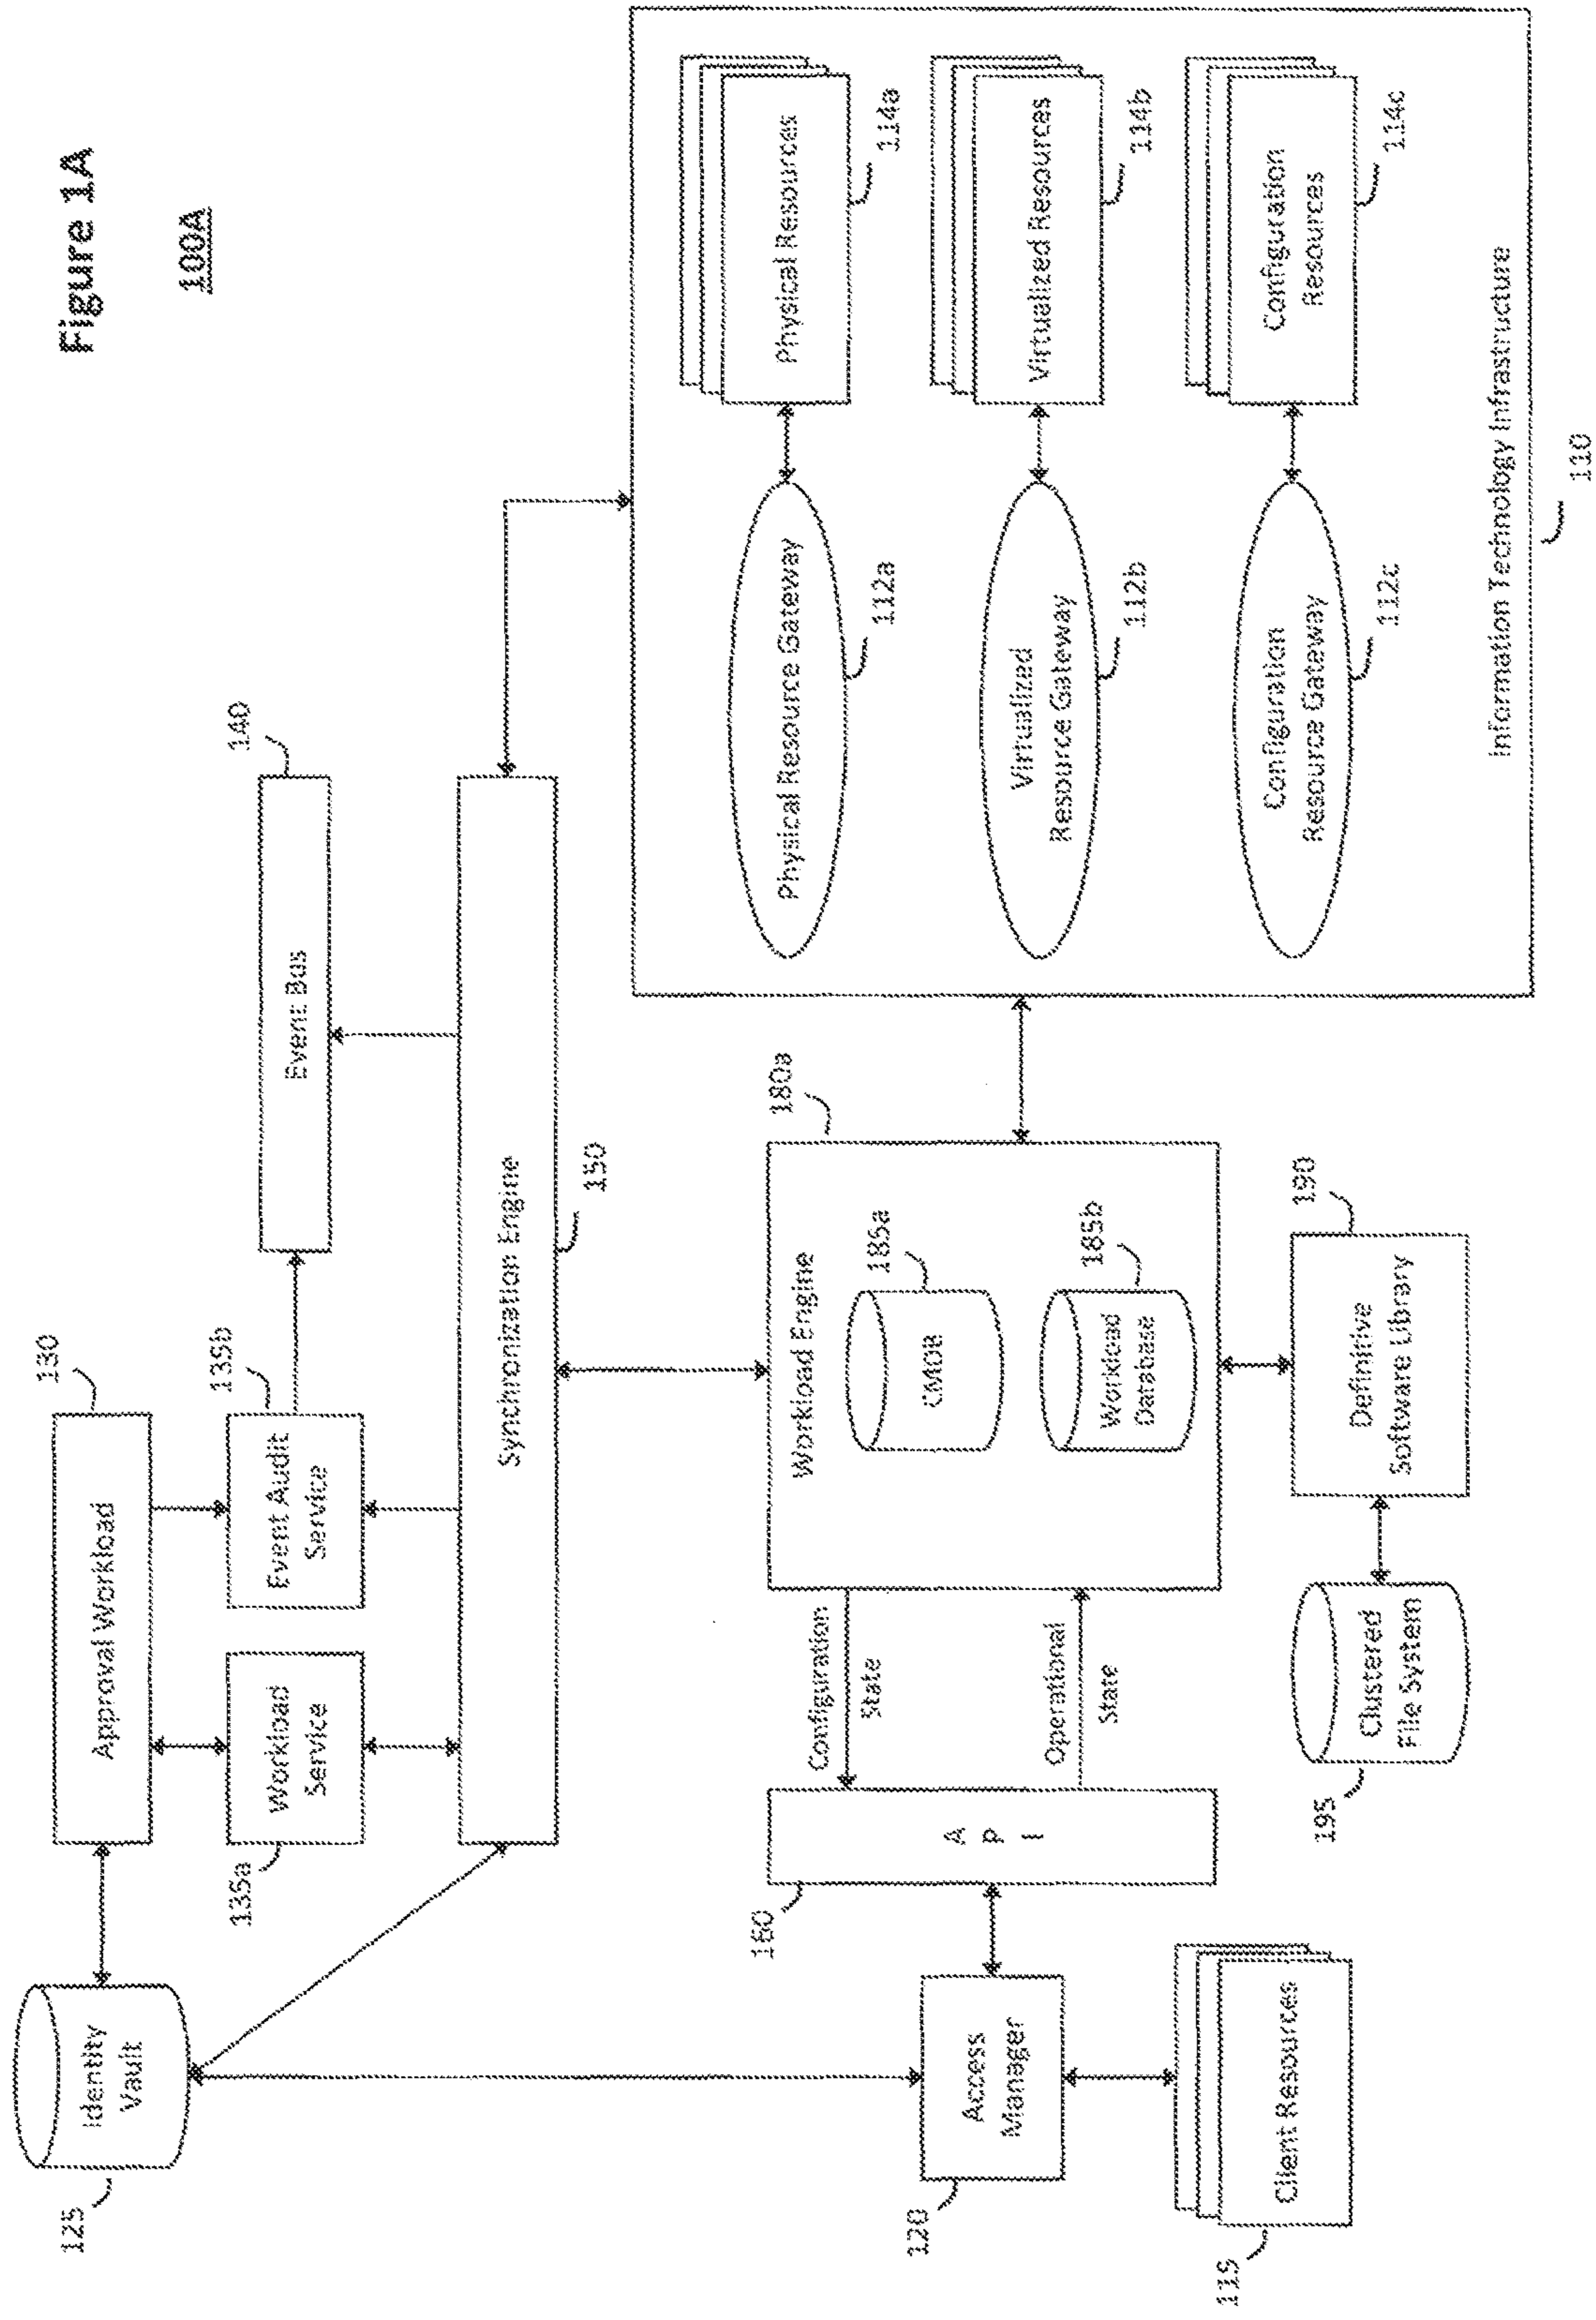 Figure 1A
100A
Identity
Vault
125
Approval Workload
130
Workload
Service
135a
Event Audit
Service
135b
Event Bus
140
Synchronization Engine
150
Access
Manager
120
Client Resources
115
A
P
I
160
Configuration
State
Operational
State
Workload Engine
180a
CMDB
185a
Workload
Database
185b
Definitive
Software Library
190
Clustered
File System
195
Physical Resource Gateway
112a
Physical Resources
114a
Virtualized
Resource Gateway
112b
Virtualized Resources
114b
Configuration
Resource Gateway
112c
Configuration
Resources
114c
Information Technology Infrastructure
110